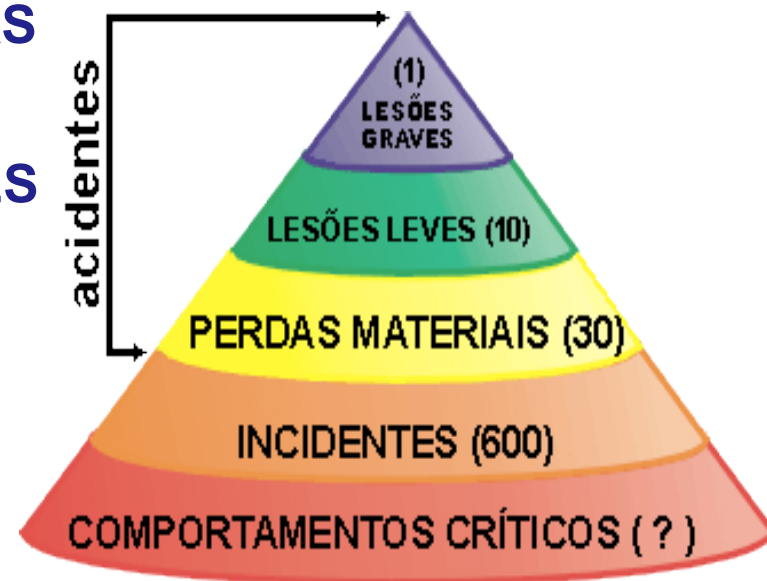 acidentes
(1)
LESÕES
GRAVES
LESÕES LEVES (10)
PERDAS MATERIAIS (30)
INCIDENTES (600)
COMPORTAMENTOS CRÍTICOS ( ? )